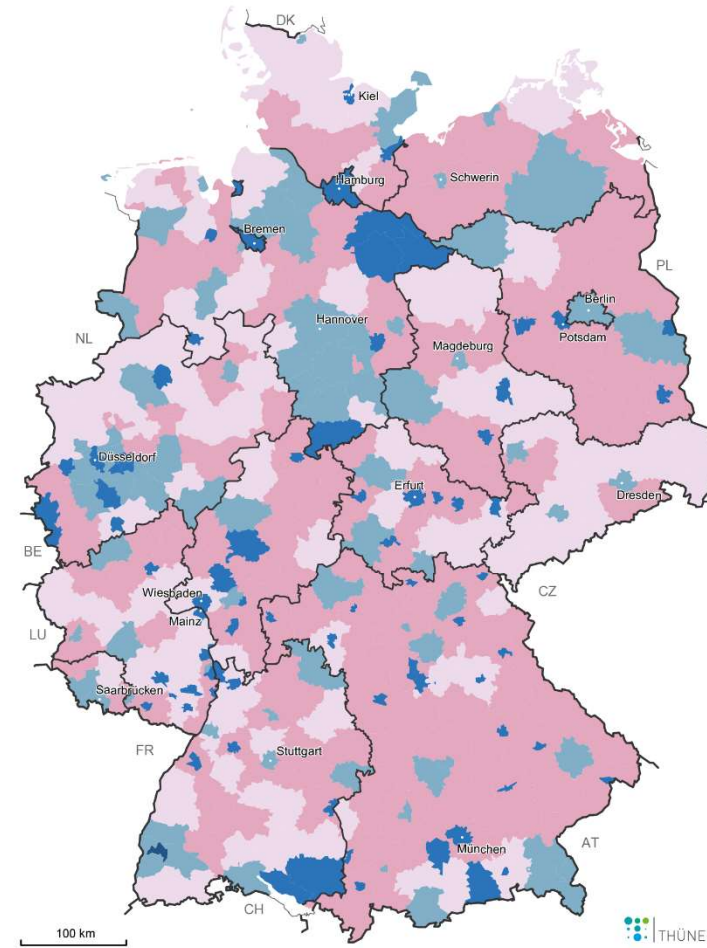 DK
Kiel
Hamburg
Schwerin
Bremen
PL
Berlin
Hannover
Potsdam
NL
Magdeburg
Düsseldorf
Erfurt
Dresden
BE
Wiesbaden
CZ
Mainz
LU
Saarbrücken
FR
Stuttgart
München
AT
CH
100 km
THÜNE